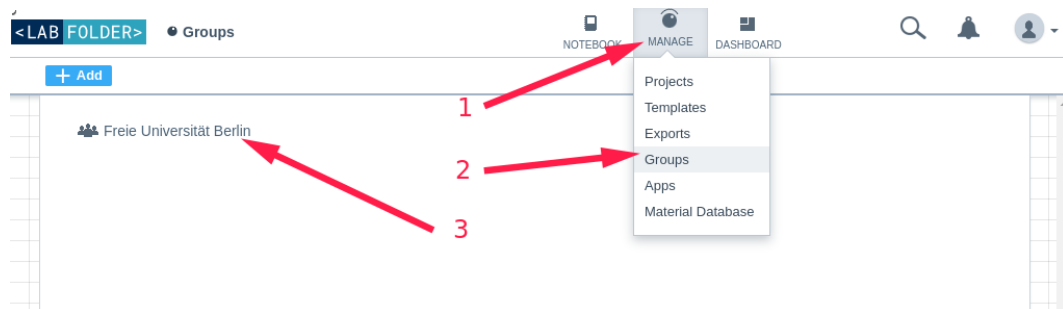 <LAB FOLDER> Groups NOTEBOOK MANAGE DASHBOARD
+ Add
Projects
1
Templates
Freie Universität Berlin
Exports
2
Groups
Apps
3
Material Database